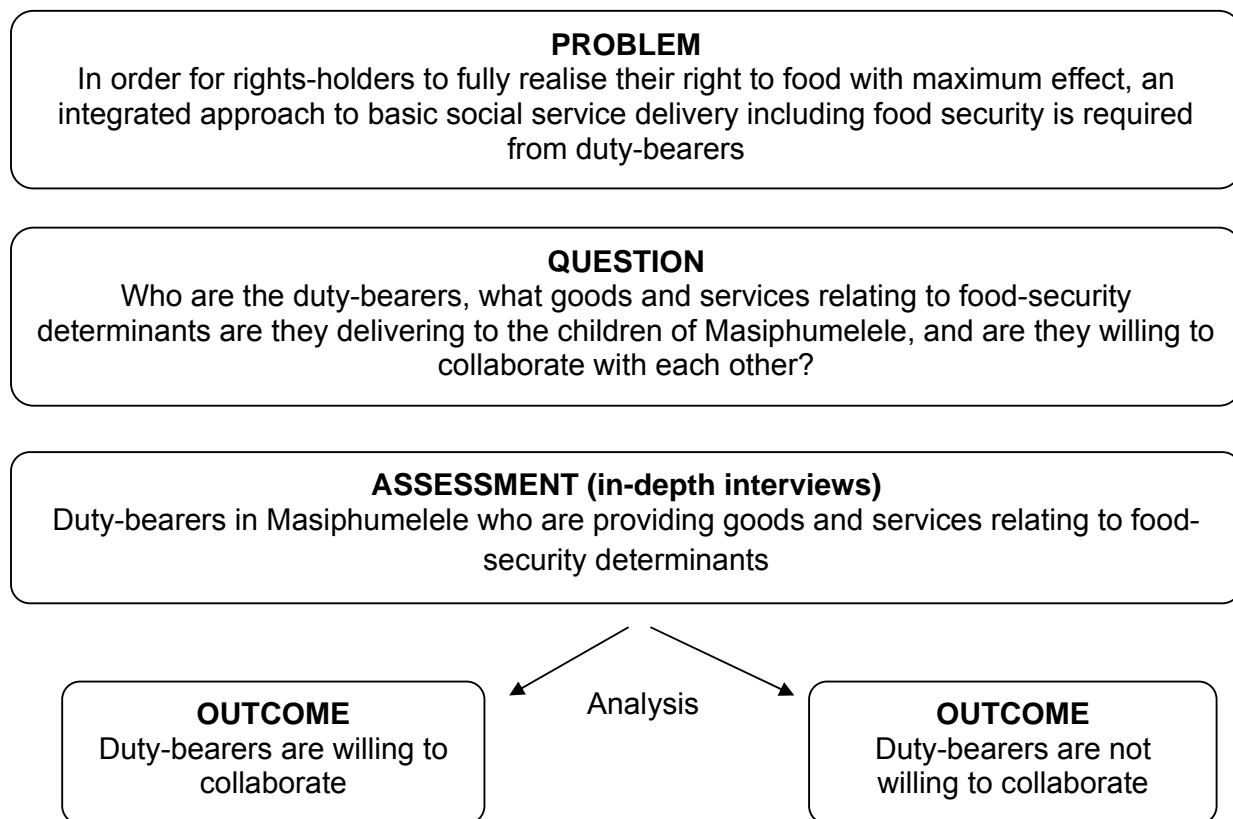 PROBLEM
In order for rights-holders to fully realise their right to food with maximum effect, an
integrated approach to basic social service delivery including food security is required
from duty-bearers
QUESTION
Who are the duty-bearers, what goods and services relating to food-security
determinants are they delivering to the children of Masiphumelele, and are they willing to
collaborate with each other?
ASSESSMENT (in-depth interviews)
Duty-bearers in Masiphumelele who are providing goods and services relating to food-
security determinants
Analysis
OUTCOME
Duty-bearers are willing to
collaborate
OUTCOME
Duty-bearers are not
willing to collaborate